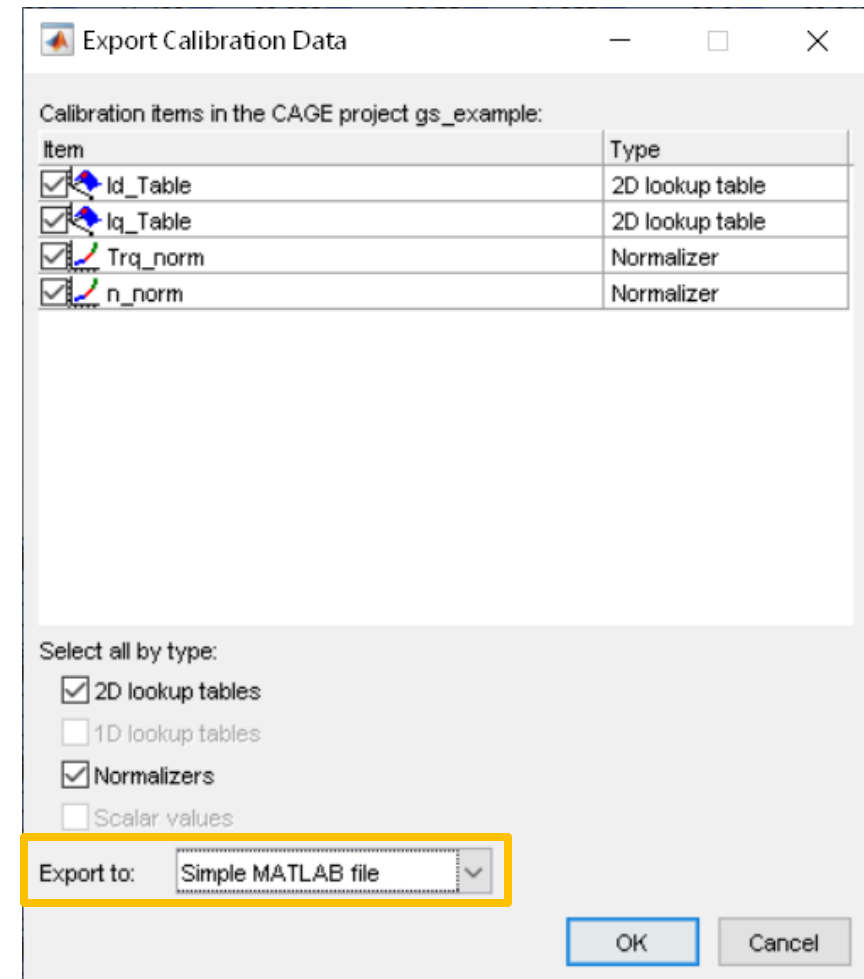 Export Calibration Data
Calibration items in the CAGE project gs_example:
Item Type
Id_Table 2D lookup table
Iq_Table 2D lookup table
Trq_norm Normalizer
n_norm Normalizer
Select all by type:
2D lookup tables
1D lookup tables
Normalizers
Scalar values
Export to: Simple MATLAB file
OK Cancel